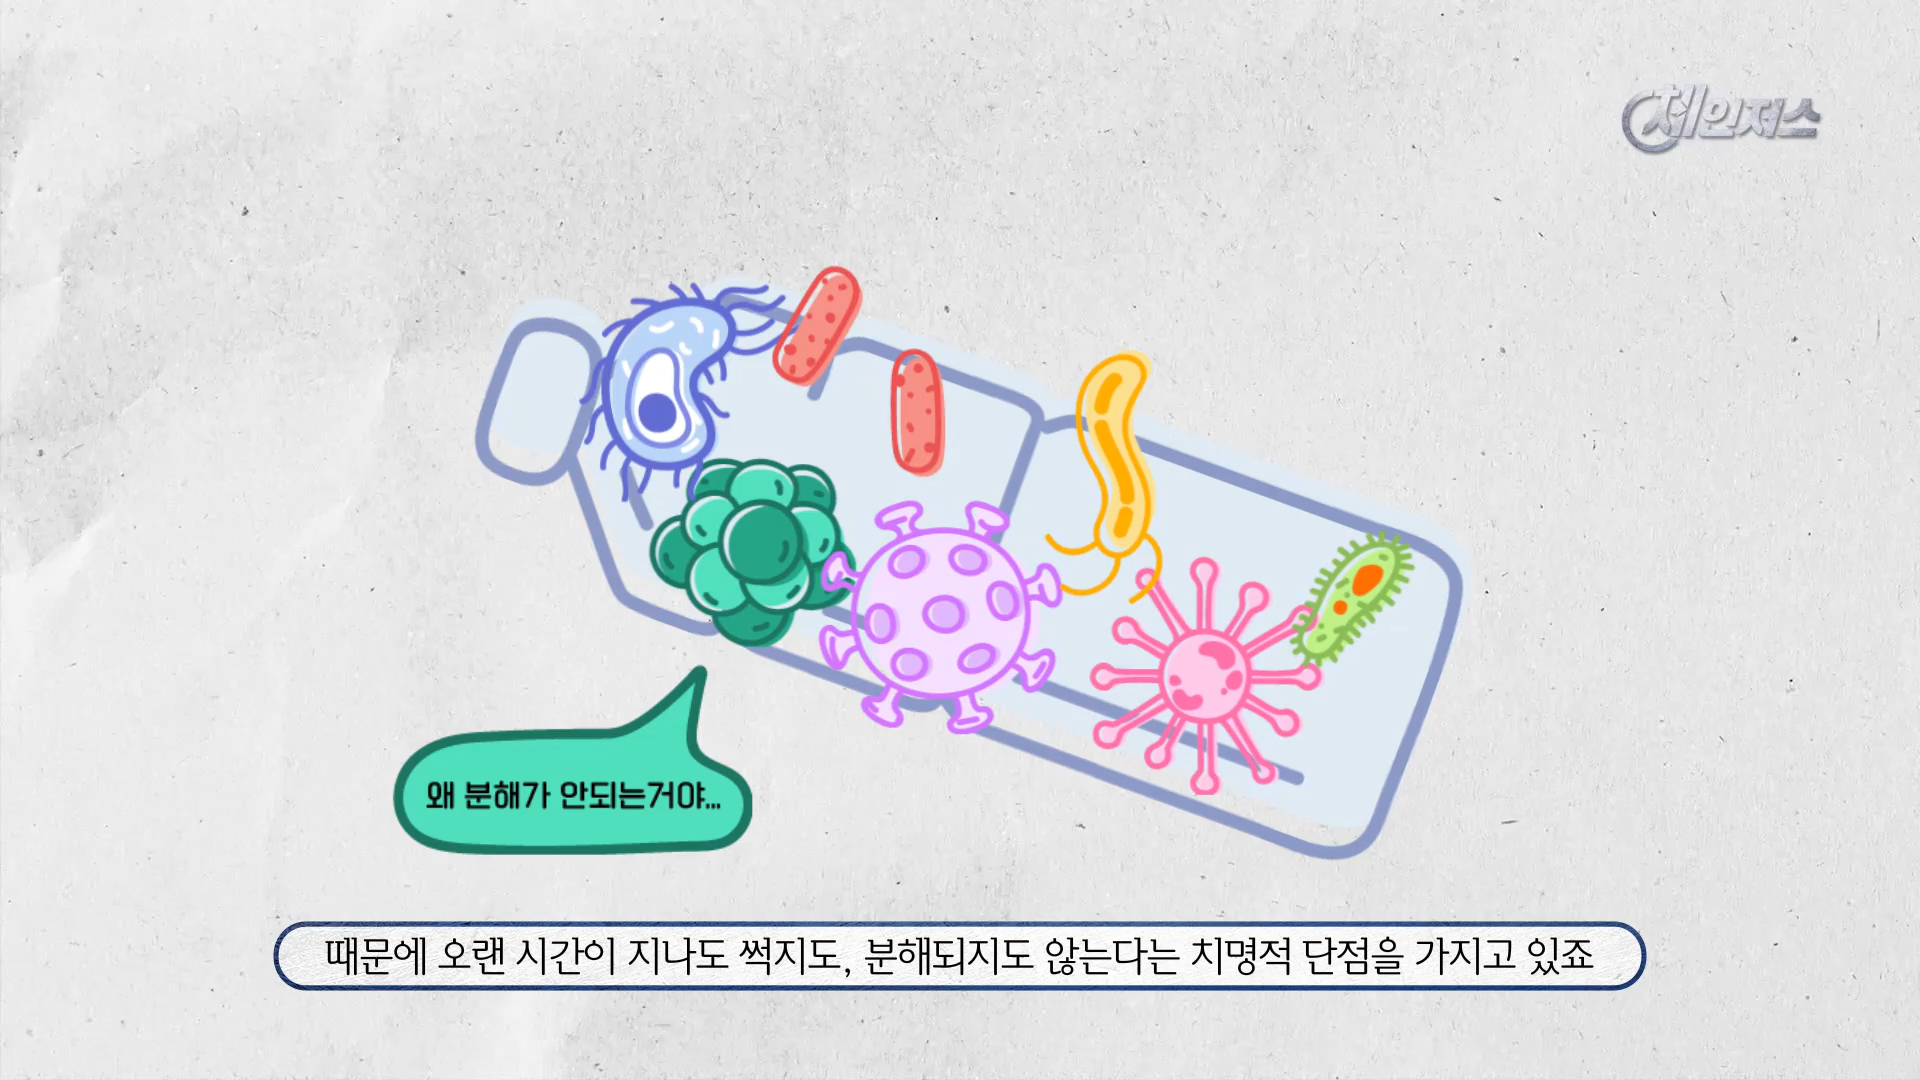 체인저스
왜 분해가 안되는거야...
때문에 오랜 시간이 지나도 썩지도, 분해되지도 않는다는 치명적 단점을 가지고 있죠